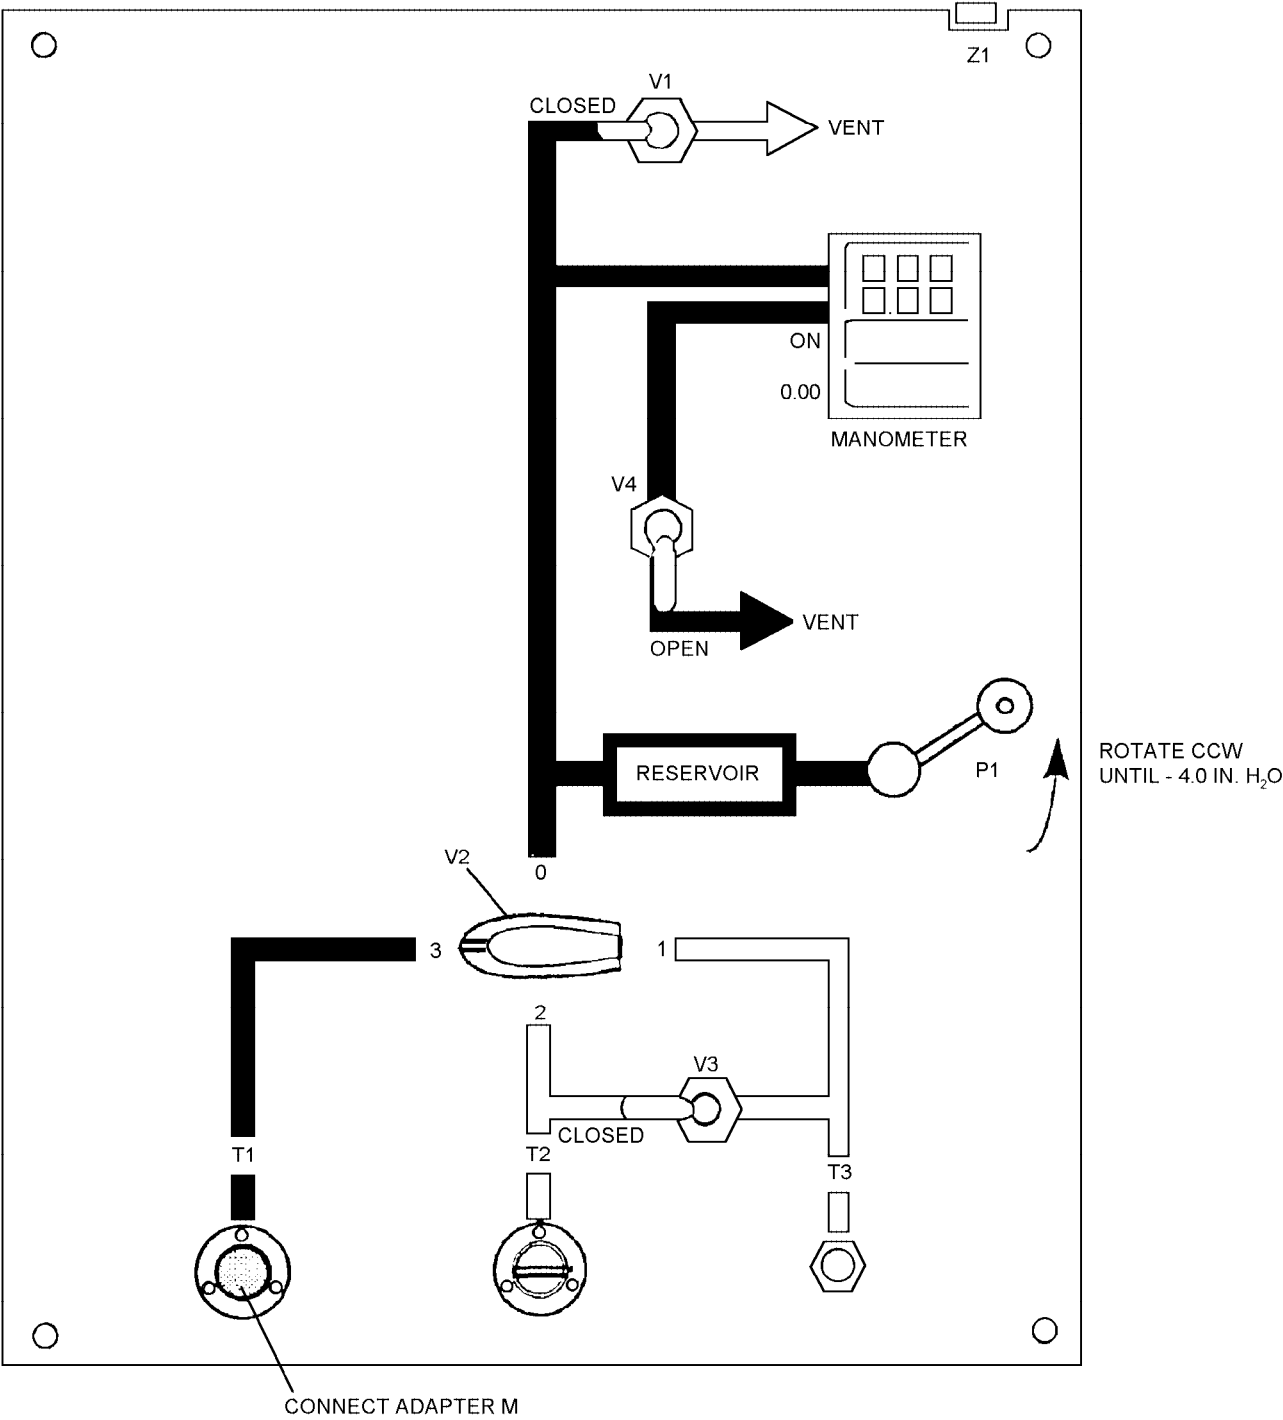 Z1
V1
CLOSED
VENT
ON
0.00
MANOMETER
V4
VENT
OPEN
RESERVOIR
P1
ROTATE CCW
UNTIL - 4.0 IN. H₂O
V2
0
3
1
2
V3
CLOSED
T1
T2
T3
CONNECT ADAPTER M